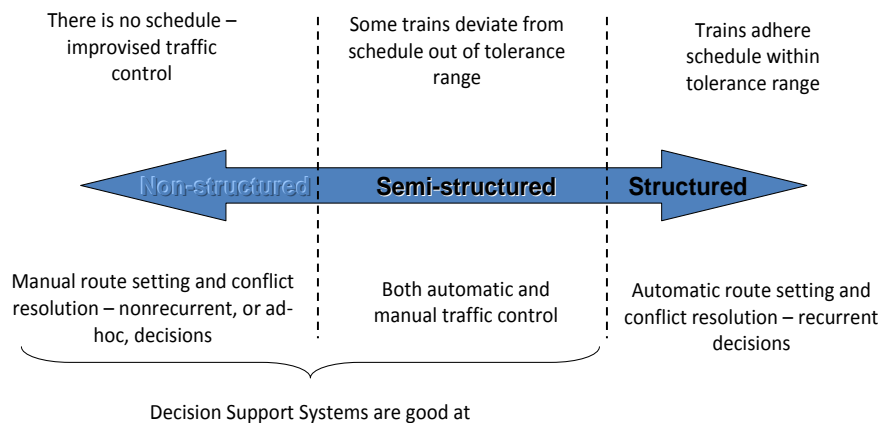 There is no schedule –
improvised traffic
control
Some trains deviate from
schedule out of tolerance
range
Trains adhere
schedule within
tolerance range
Non-structured
Semi-structured
Structured
Manual route setting and conflict
resolution – nonrecurrent, or ad-
hoc, decisions
Both automatic and
manual traffic control
Automatic route setting and
conflict resolution – recurrent
decisions
Decision Support Systems are good at